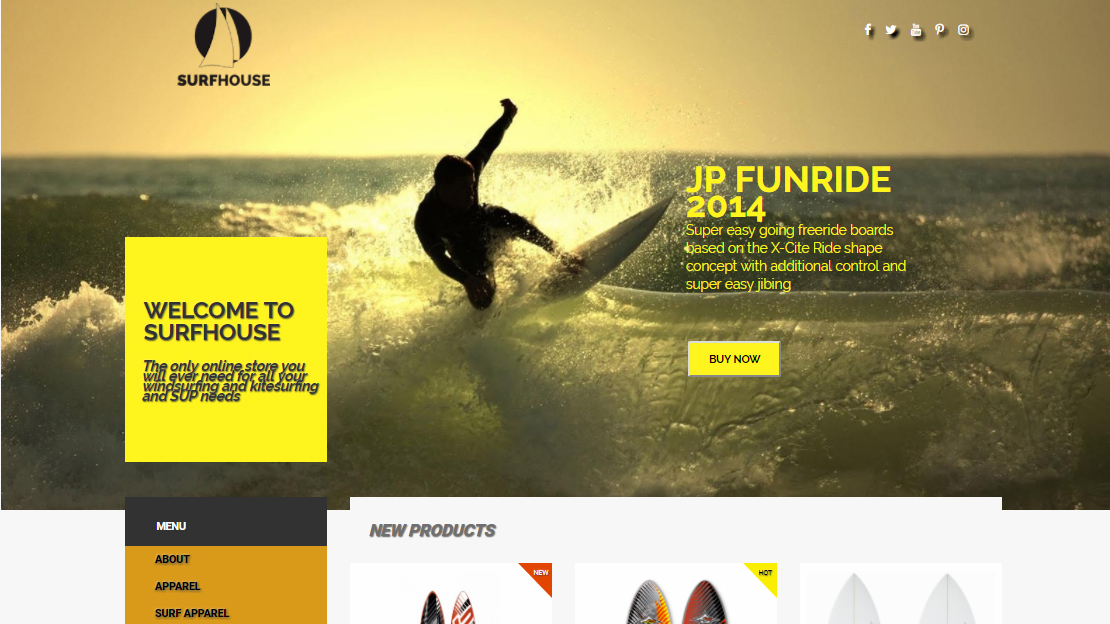 SURFHOUSE
JP FUNRIDE
2014
Super easy going freeride boards
based on the X-Cite Ride shape
concept with additional control and
super easy jibing
BUY NOW
WELCOME TO
SURFHOUSE
The only online store you
will ever need for all your
windsurfing and kitesurfing
and SUP needs
MENU
ABOUT
APPAREL
SURF APPAREL
NEW PRODUCTS
NEW
HOT